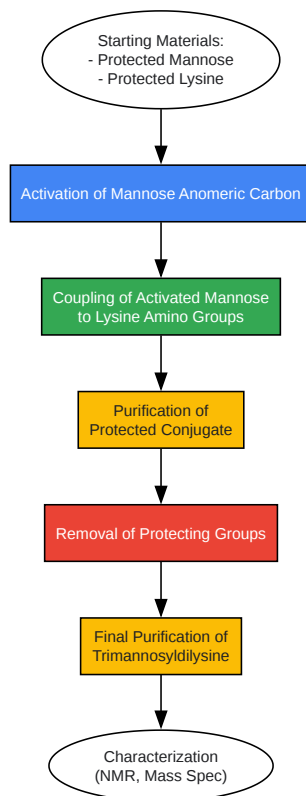 Starting Materials:
- Protected Mannose
- Protected Lysine
Activation of Mannose Anomeric Carbon
Coupling of Activated Mannose
to Lysine Amino Groups
Purification of
Protected Conjugate
Removal of Protecting Groups
Final Purification of
Trimannosyldilysine
Characterization
(NMR, Mass Spec)